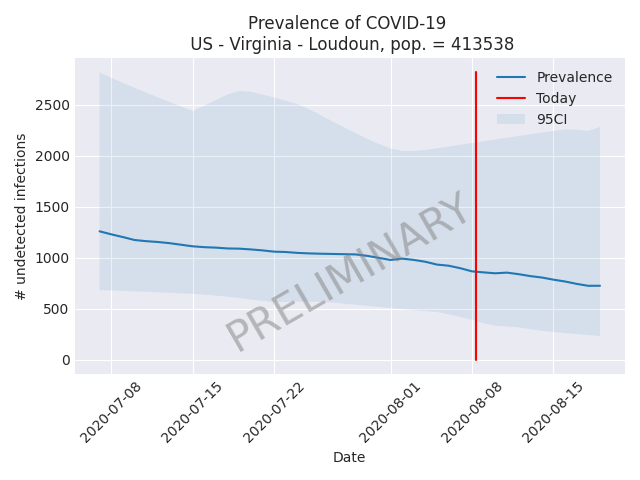 Prevalence of COVID-19
US - Virginia - Loudoun, pop. = 413538
Prevalence
Today
95CI
# undetected infections
2500
2000
1500
1000
500
0
PRELIMINARY
2020-07-08
2020-07-15
2020-07-22
2020-08-01
2020-08-08
2020-08-15
Date